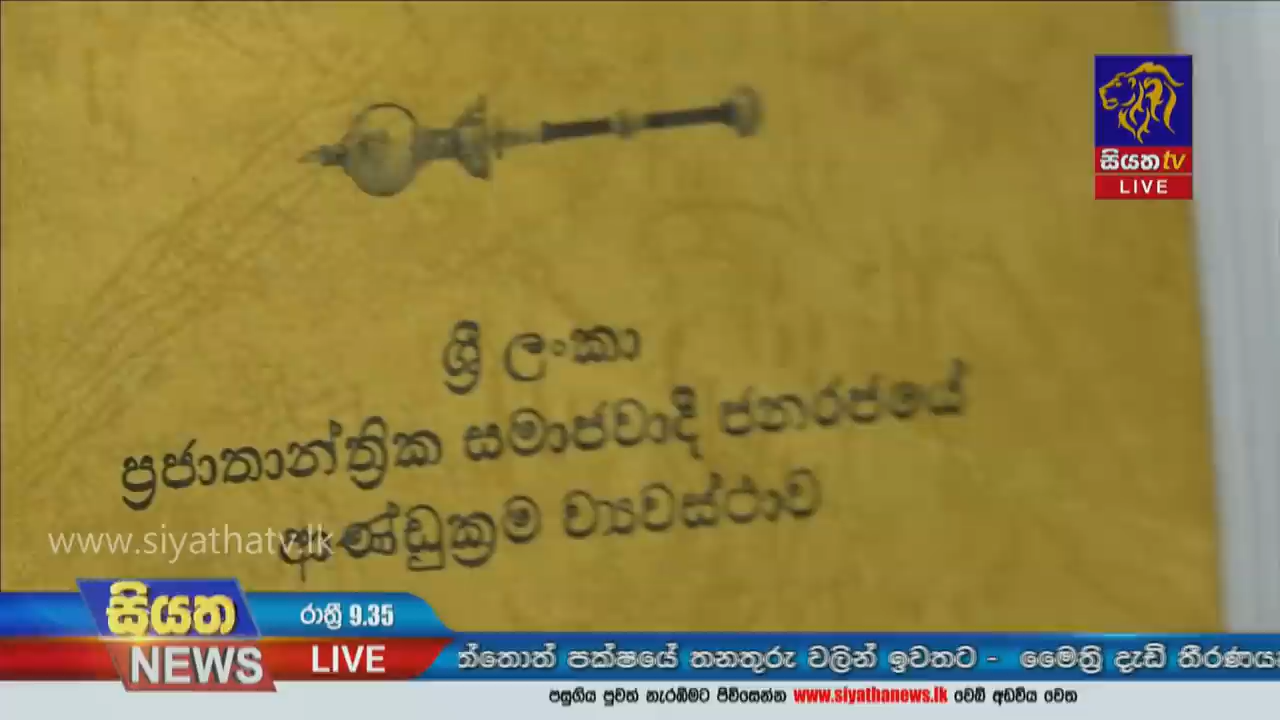 සියත tv
LIVE
ශ්‍රී ලංකා
ප්‍රජාතාන්ත්‍රික සමාජවාදී ජනරජයේ
ආණ්ඩුක්‍රම ව්‍යවස්ථාව
www.siyathatv.lk
සියත
NEWS
රාත්‍රී 9.35
LIVE
ත්තොත් පක්ෂයේ තනතුරු වලින් ඉවතට - මෛත්‍රී දැඩි තීරණයක
පසුගිය පුවත් නැරඹීමට පිවිසෙන්න www.siyathanews.lk වෙබ් අඩවිය වෙත